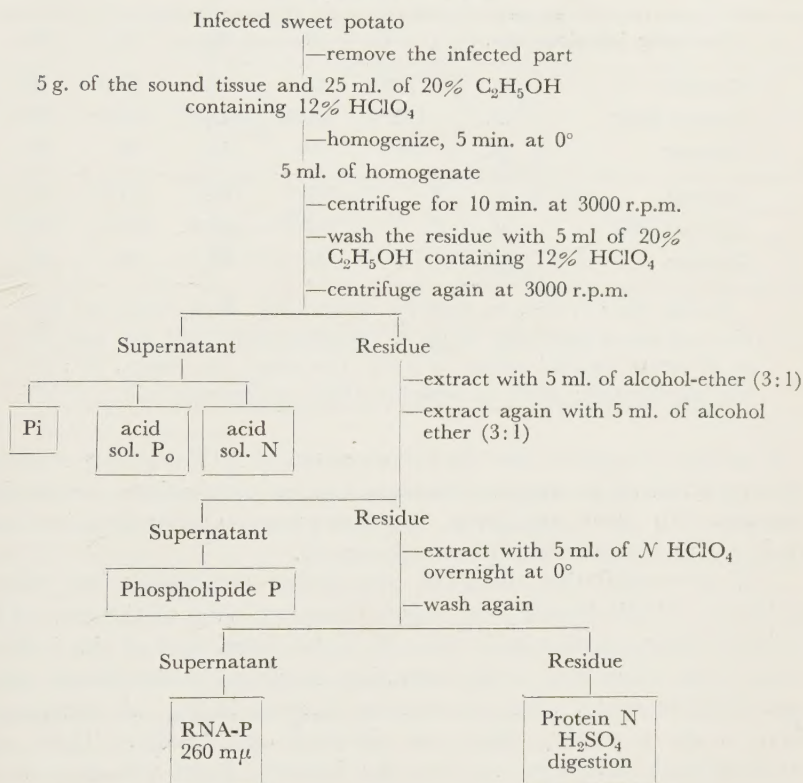 Infected sweet potato
—remove the infected part
5 g. of the sound tissue and 25 ml. of 20% C₂H₅OH
containing 12% HClO₄
—homogenize, 5 min. at 0°
5 ml. of homogenate
—centrifuge for 10 min. at 3000 r.p.m.
—wash the residue with 5 ml of 20%
C₂H₅OH containing 12% HClO₄
—centrifuge again at 3000 r.p.m.
Supernatant Residue
—extract with 5 ml. of alcohol-ether (3:1)
—extract again with 5 ml. of alcohol
ether (3:1)
Pi acid acid
sol. Pₒ sol. N
Supernatant Residue
—extract with 5 ml. of N HClO₄
overnight at 0°
Phospholipide P
—wash again
Supernatant Residue
RNA-P Protein N
260 mμ H₂SO₄
digestion